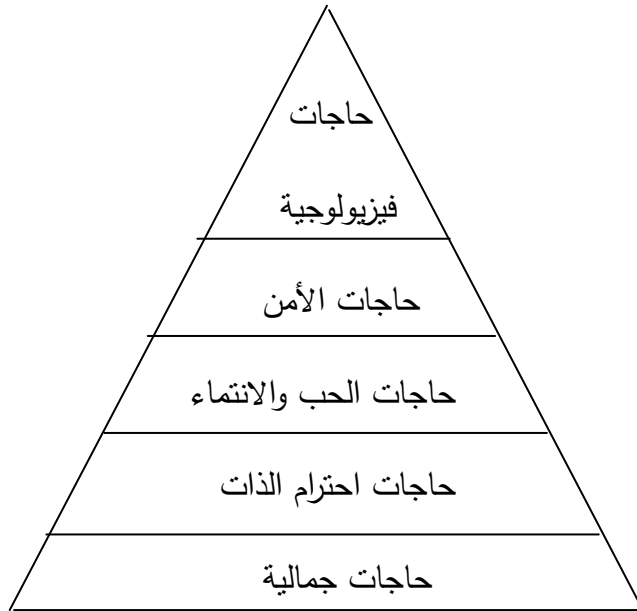 حاجات
فيزيولوجية
حاجات الأمن
حاجات الحب والانتماء
حاجات احترام الذات
حاجات جمالية